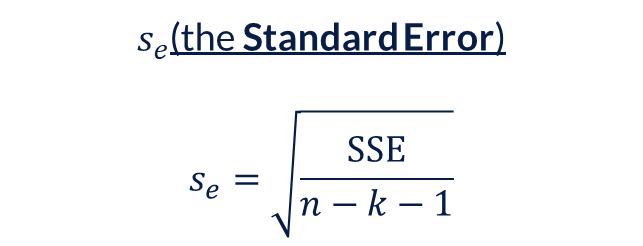 sₑ(the Standard Error)
sₑ = √(SSE / (n − k − 1))